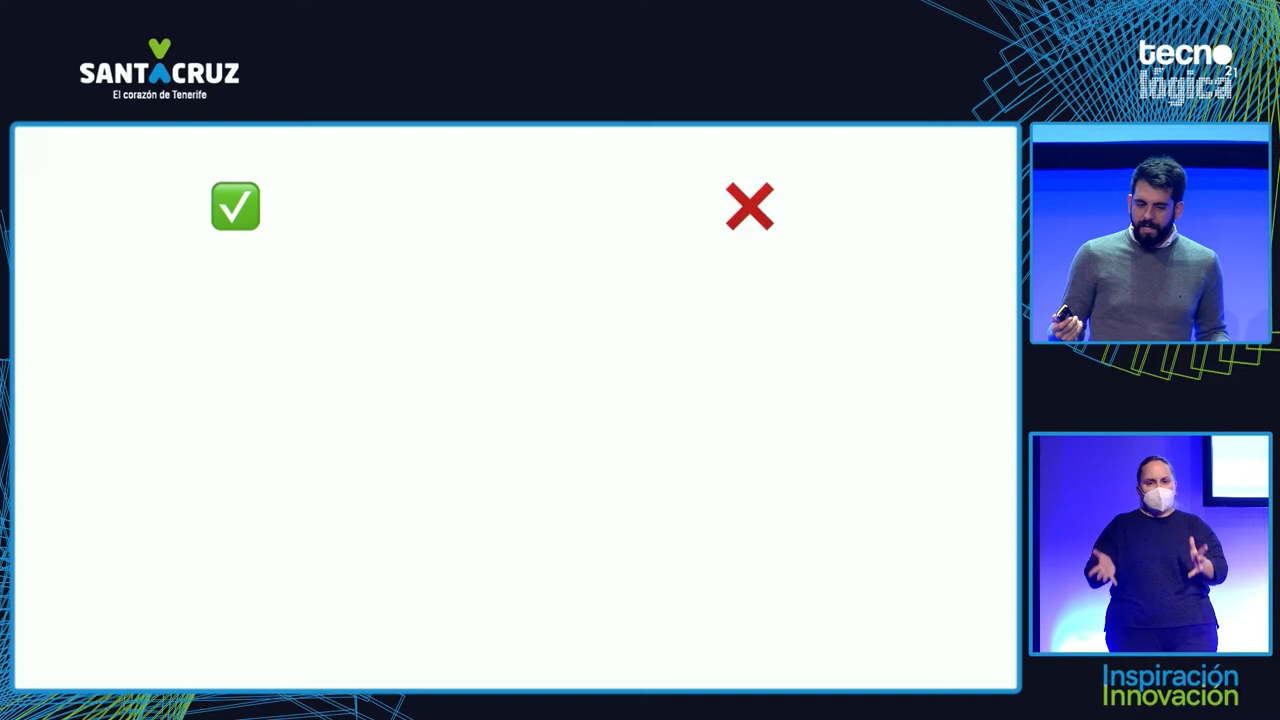 SANTACRUZ
El corazón de Tenerife
tecno
lógica
21
Inspiración
Innovación